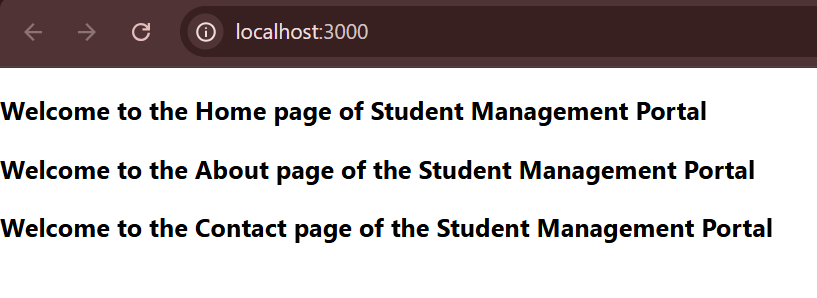 localhost:3000
Welcome to the Home page of Student Management Portal
Welcome to the About page of the Student Management Portal
Welcome to the Contact page of the Student Management Portal